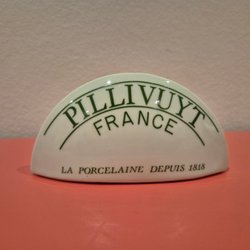 PILLIVUYT
FRANCE
LA PORCELAINE DEPUIS 1818